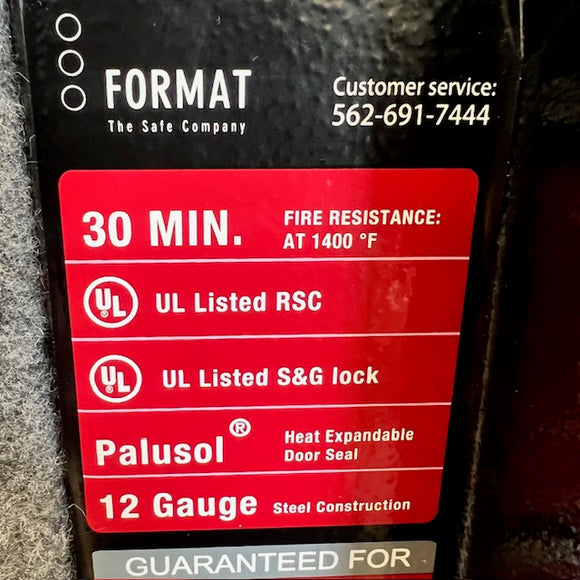 FORMAT
The Safe Company
Customer service:
562-691-7444
30 MIN.
FIRE RESISTANCE:
AT 1400 °F
UL® UL Listed RSC
UL® UL Listed S&G lock
Palusol®
Heat Expandable
Door Seal
12 Gauge Steel Construction
GUARANTEED FOR